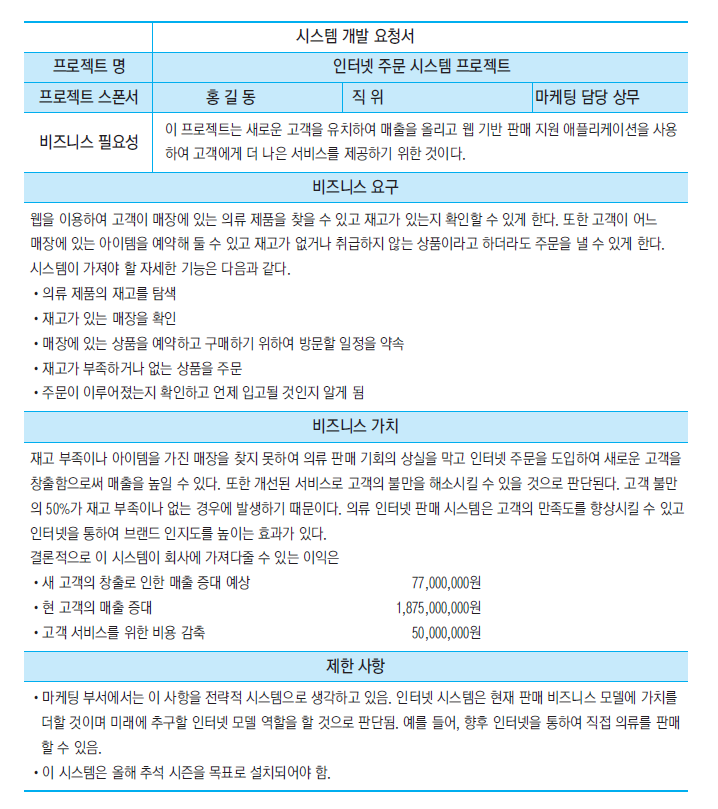 시스템 개발 요청서
프로젝트 명 인터넷 주문 시스템 프로젝트
프로젝트 스폰서 홍 길 동 직 위 마케팅 담당 상무
비즈니스 필요성
이 프로젝트는 새로운 고객을 유치하여 매출을 올리고 웹 기반 판매 지원 애플리케이션을 사용
하여 고객에게 더 나은 서비스를 제공하기 위한 것이다.
비즈니스 요구
웹을 이용하여 고객이 매장에 있는 의류 제품을 찾을 수 있고 재고가 있는지 확인할 수 있게 한다. 또한 고객이 어느
매장에 있는 아이템을 예약해 둘 수 있고 재고가 없거나 취급하지 않는 상품이라고 하더라도 주문을 낼 수 있게 한다.
시스템이 가져야 할 자세한 기능은 다음과 같다.
• 의류 제품의 재고를 탐색
• 재고가 있는 매장을 확인
• 매장에 있는 상품을 예약하고 구매하기 위하여 방문할 일정을 약속
• 재고가 부족하거나 없는 상품을 주문
• 주문이 이루어졌는지 확인하고 언제 입고될 것인지 알게 됨
비즈니스 가치
재고 부족이나 아이템을 가진 매장을 찾지 못하여 의류 판매 기회의 상실을 막고 인터넷 주문을 도입하여 새로운 고객을
창출함으로써 매출을 높일 수 있다. 또한 개선된 서비스로 고객의 불만을 해소시킬 수 있을 것으로 판단된다. 고객 불만
의 50%가 재고 부족이나 없는 경우에 발생하기 때문이다. 의류 인터넷 판매 시스템은 고객의 만족도를 향상시킬 수 있고
인터넷을 통하여 브랜드 인지도를 높이는 효과가 있다.
결론적으로 이 시스템이 회사에 가져다줄 수 있는 이익은
• 새 고객의 창출로 인한 매출 증대 예상 77,000,000원
• 현 고객의 매출 증대 1,875,000,000원
• 고객 서비스를 위한 비용 감축 50,000,000원
제한 사항
• 마케팅 부서에서는 이 사항을 전략적 시스템으로 생각하고 있음. 인터넷 시스템은 현재 판매 비즈니스 모델에 가치를
더할 것이며 미래에 추구할 인터넷 모델 역할을 할 것으로 판단됨. 예를 들어, 향후 인터넷을 통하여 직접 의류를 판매
할 수 있음.
• 이 시스템은 올해 추석 시즌을 목표로 설치되어야 함.